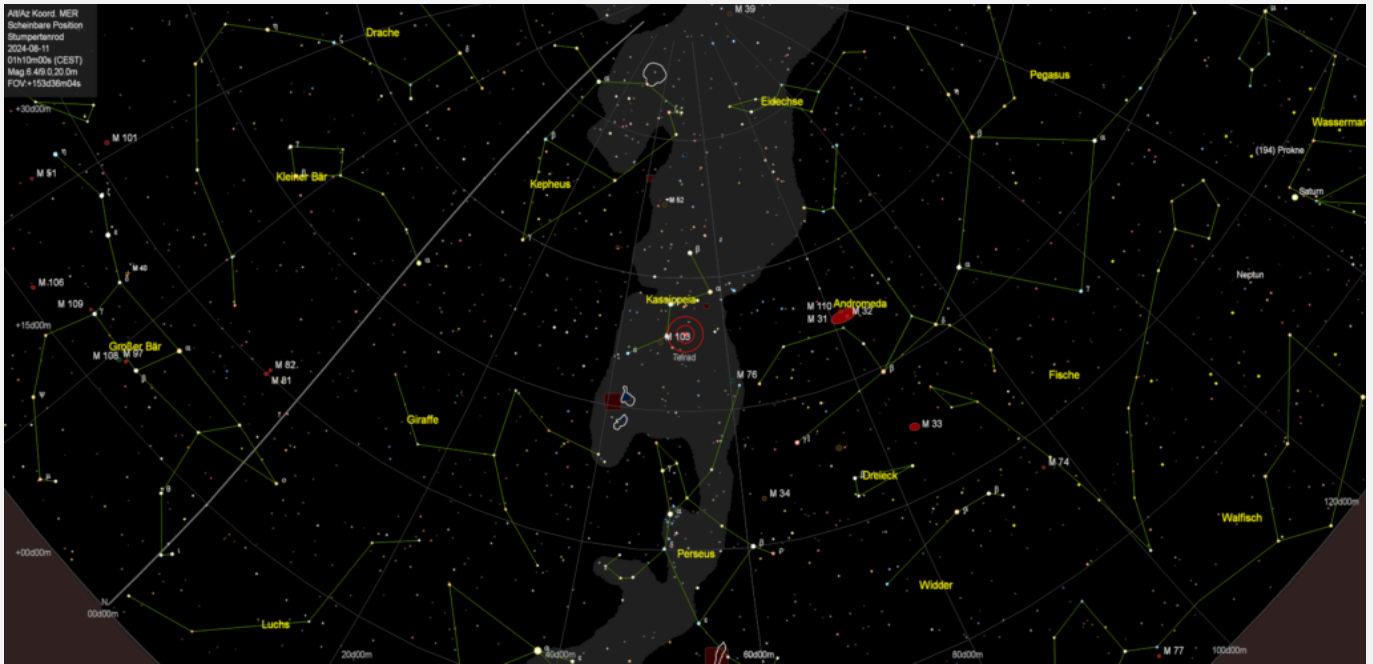 Alt/Az Koord. MER
Scheinbare Position
Stumpertenrod
2024-08-11
01h10m00s (CEST)
Mag:6.4/9.0,20.0m
FOV:+153d36m04s
M 39
Drache
Pegasus
Eidechse
+30d00m
Wasserman
M 101
(194) Prokne
M 51
Kleiner Bär
Kepheus
Saturn
M 52
M 40
Neptun
M 106
M 109
Kassiopeia
M 110
Andromeda
M 32
M 31
+15d00m
M 103
Großer Bär
Tetrad
M 108
M 97
M 82
M 81
M 76
Fische
Giraffe
M 33
M 74
Dreieck
M 34
120d00m
Walfisch
+00d00m
Perseus
Widder
N
00d00m
Luchs
20d00m
40d00m
60d00m
80d00m
M 77
100d00m